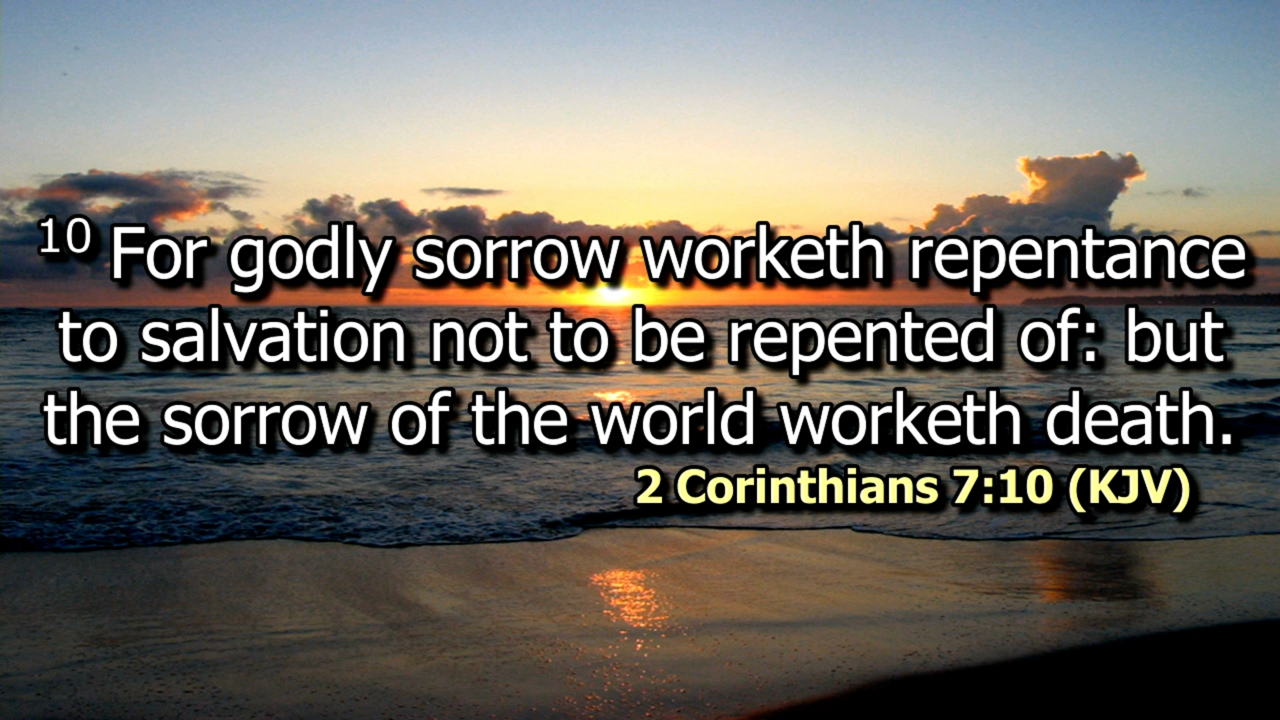 10 For godly sorrow worketh repentance
to salvation not to be repented of: but
the sorrow of the world worketh death.
2 Corinthians 7:10 (KJV)